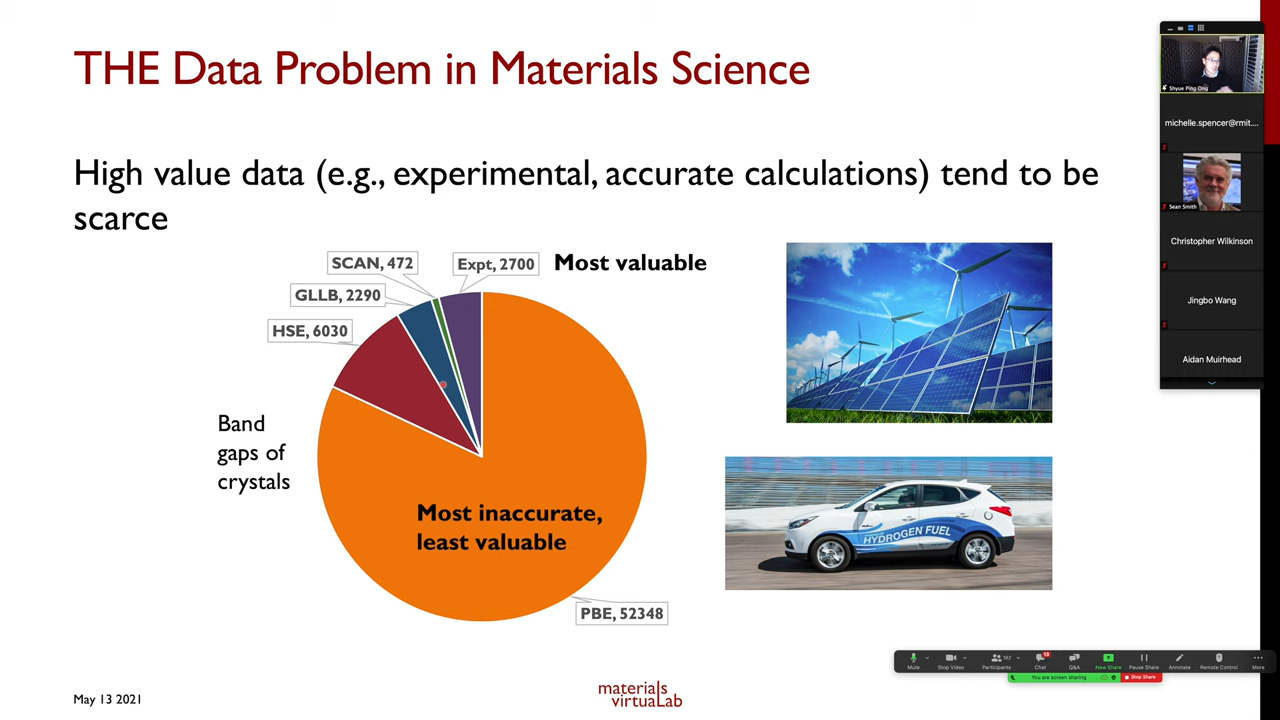 THE Data Problem in Materials Science
High value data (e.g., experimental, accurate calculations) tend to be
scarce
SCAN, 472
Expt, 2700
Most valuable
GLLB, 2290
HSE, 6030
Band
gaps of
crystals
Most inaccurate,
least valuable
PBE, 52348
HYDROGEN FUEL
May 13 2021
materials
virtuaLab
Shyue Ping Ong
michelle.spencer@rmit....
Sean Smith
Christopher Wilkinson
Jingbo Wang
Aidan Muirhead
Mute
Stop Video
Participants
182
Chat
13
Q&A
New Share
Pause Share
Annotate
Remote Control
More
You are screen sharing
Stop Share